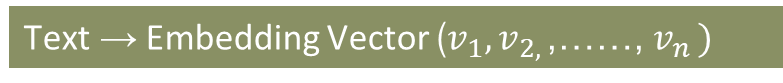 Text → Embedding Vector (v₁, v₂, ,……, vₙ )